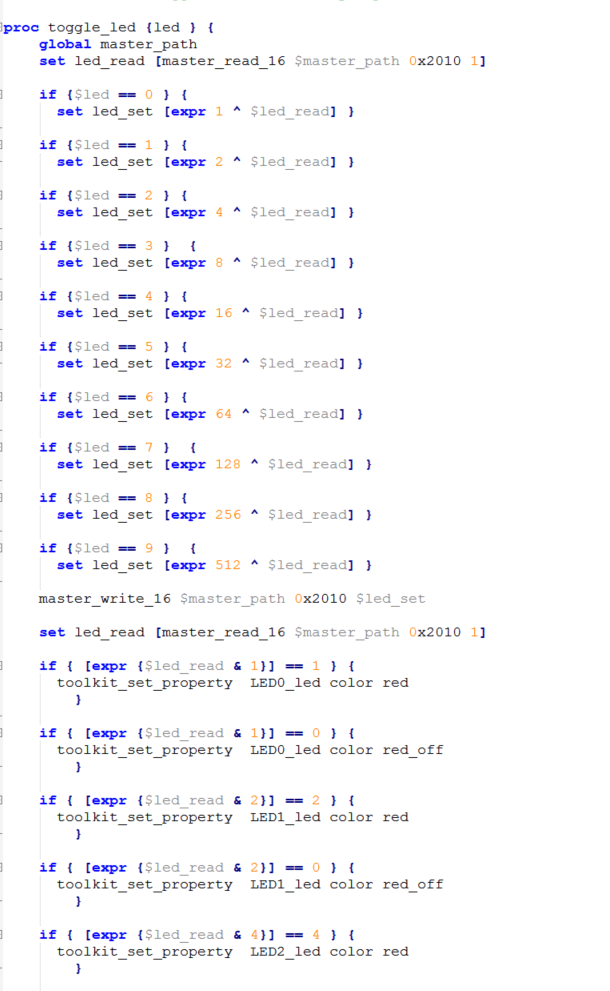 proc toggle_led {led } {
global master_path
set led_read [master_read_16 $master_path 0x2010 1]
if {$led == 0 } {
set led_set [expr 1 ^ $led_read] }
if {$led == 1 } {
set led_set [expr 2 ^ $led_read] }
if {$led == 2 } {
set led_set [expr 4 ^ $led_read] }
if {$led == 3 }  {
set led_set [expr 8 ^ $led_read] }
if {$led == 4 } {
set led_set [expr 16 ^ $led_read] }
if {$led == 5 } {
set led_set [expr 32 ^ $led_read] }
if {$led == 6 } {
set led_set [expr 64 ^ $led_read] }
if {$led == 7 }  {
set led_set [expr 128 ^ $led_read] }
if {$led == 8 } {
set led_set [expr 256 ^ $led_read] }
if {$led == 9 }  {
set led_set [expr 512 ^ $led_read] }
master_write_16 $master_path 0x2010 $led_set
set led_read [master_read_16 $master_path 0x2010 1]
if { [expr {$led_read & 1}] == 1 } {
toolkit_set_property  LED0_led color red
}
if { [expr {$led_read & 1}] == 0 } {
toolkit_set_property  LED0_led color red_off
}
if { [expr {$led_read & 2}] == 2 } {
toolkit_set_property  LED1_led color red
}
if { [expr {$led_read & 2}] == 0 } {
toolkit_set_property  LED1_led color red_off
}
if { [expr {$led_read & 4}] == 4 } {
toolkit_set_property  LED2_led color red
}